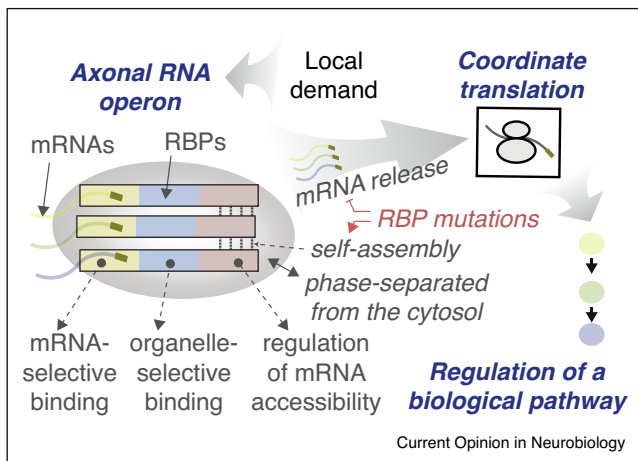 Axonal RNA
operon
Local
demand
Coordinate
translation
mRNAs
RBPs
mRNA release
RBP mutations
self-assembly
phase-separated
from the cytosol
mRNA-
selective
binding
organelle-
selective
binding
regulation
of mRNA
accessibility
Regulation of a
biological pathway
Current Opinion in Neurobiology